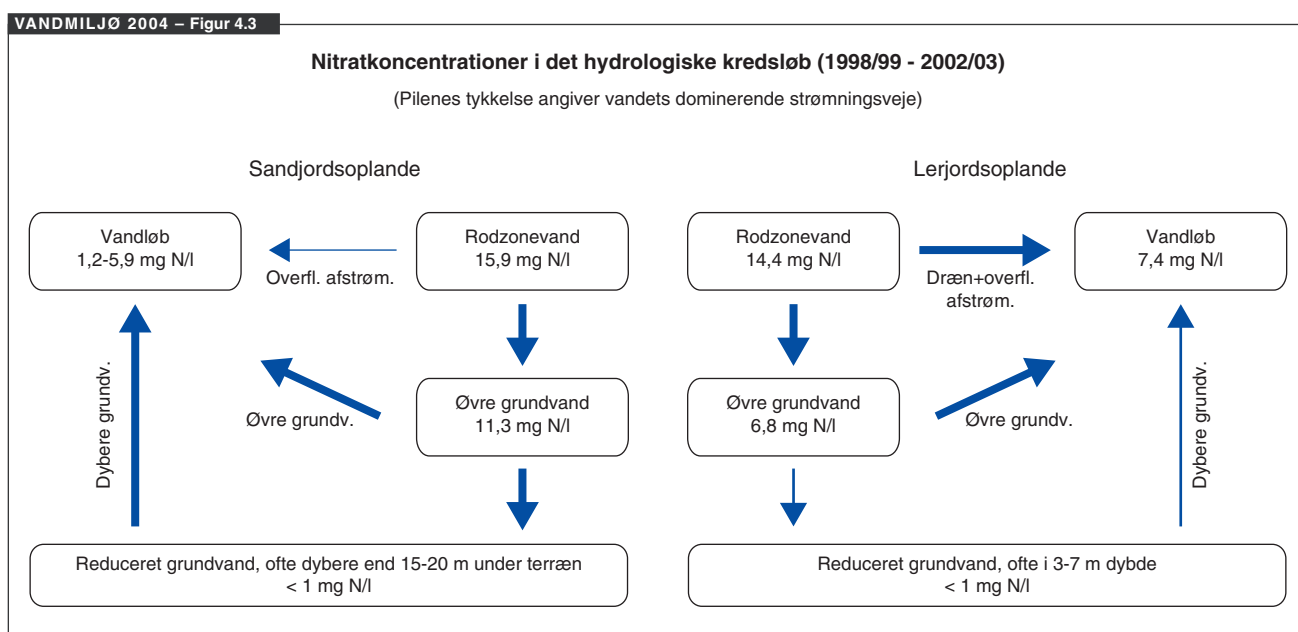 VANDMILJØ 2004 – Figur 4.3
Nitratkoncentrationer i det hydrologiske kredsløb (1998/99 - 2002/03)
(Pilenes tykkelse angiver vandets dominerende strømningsveje)
Sandjordsoplande
Vandløb
1,2-5,9 mg N/l
Overfl. afstrøm.
Rodzonevand
15,9 mg N/l
Dybere grundv.
Øvre grundv.
Øvre grundvand
11,3 mg N/l
Reduceret grundvand, ofte dybere end 15-20 m under terræn
< 1 mg N/l
Lerjordsoplande
Rodzonevand
14,4 mg N/l
Dræn+overfl.
afstrøm.
Vandløb
7,4 mg N/l
Øvre grundvand
6,8 mg N/l
Øvre grundv.
Dybere grundv.
Reduceret grundvand, ofte i 3-7 m dybde
< 1 mg N/l